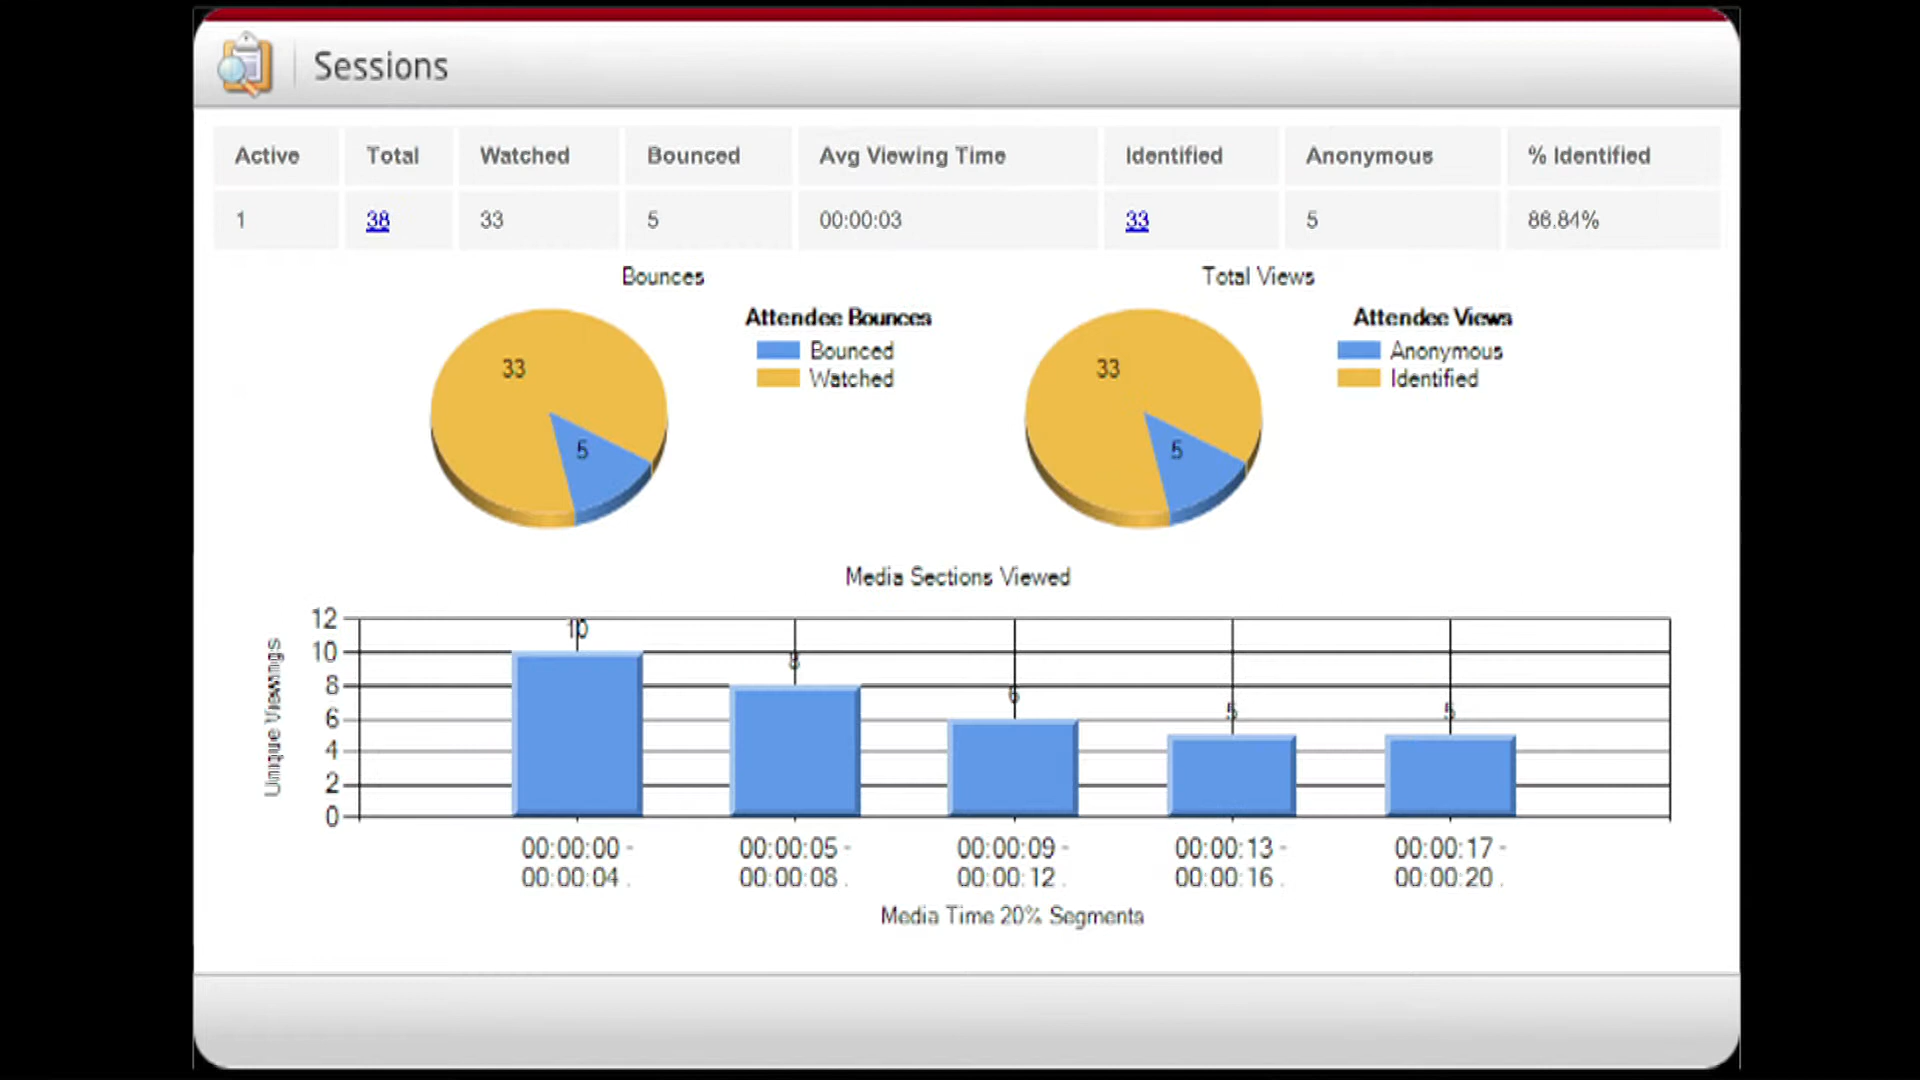 Sessions
Active Total Watched Bounced Avg Viewing Time Identified Anonymous % Identified
1 38 33 5 00:00:03 33 5 86.84%
Bounces Total Views
Attendee Bounces Attendee Views
Bounced Anonymous
Watched Identified
33 33
5 5
Media Sections Viewed
Unique Viewings
12
10
8
6
4
2
0
10 8 6 5 5
00:00:00 - 00:00:05 - 00:00:09 - 00:00:13 - 00:00:17 -
00:00:04 . 00:00:08 . 00:00:12 . 00:00:16 . 00:00:20 .
Media Time 20% Segments